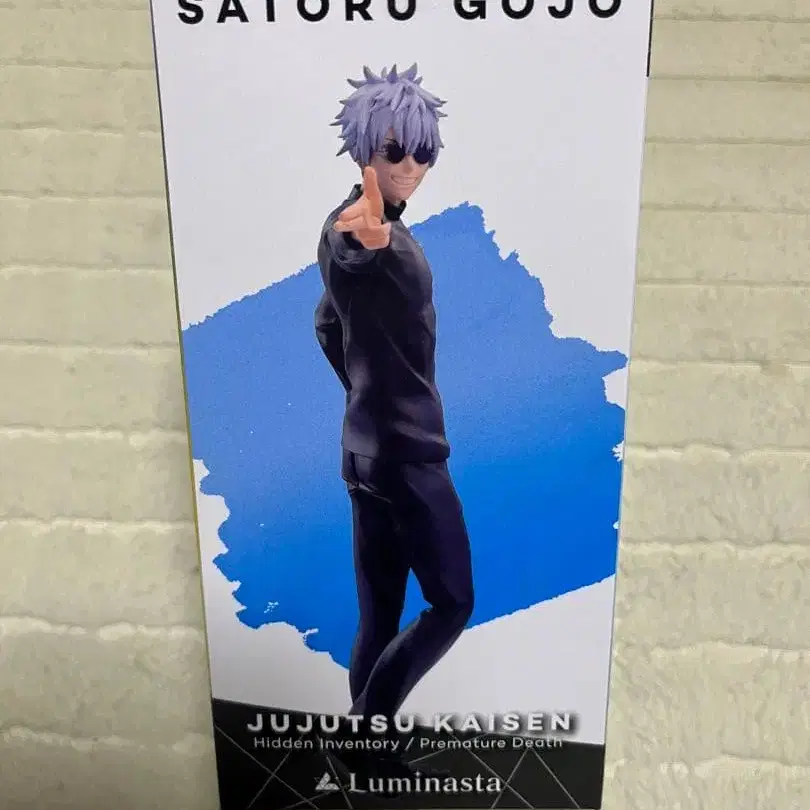 SATORU GOJO
JUJUTSU KAISEN
Hidden Inventory / Premature Death
Luminasta